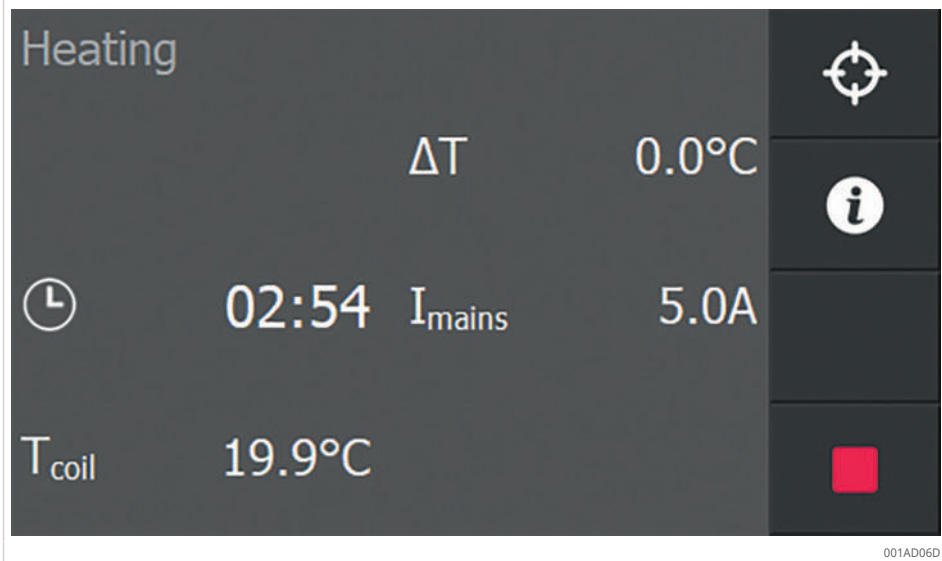 Heating
ΔT 0.0°C
02:54 Imains 5.0A
Tcoil 19.9°C
001AD06D